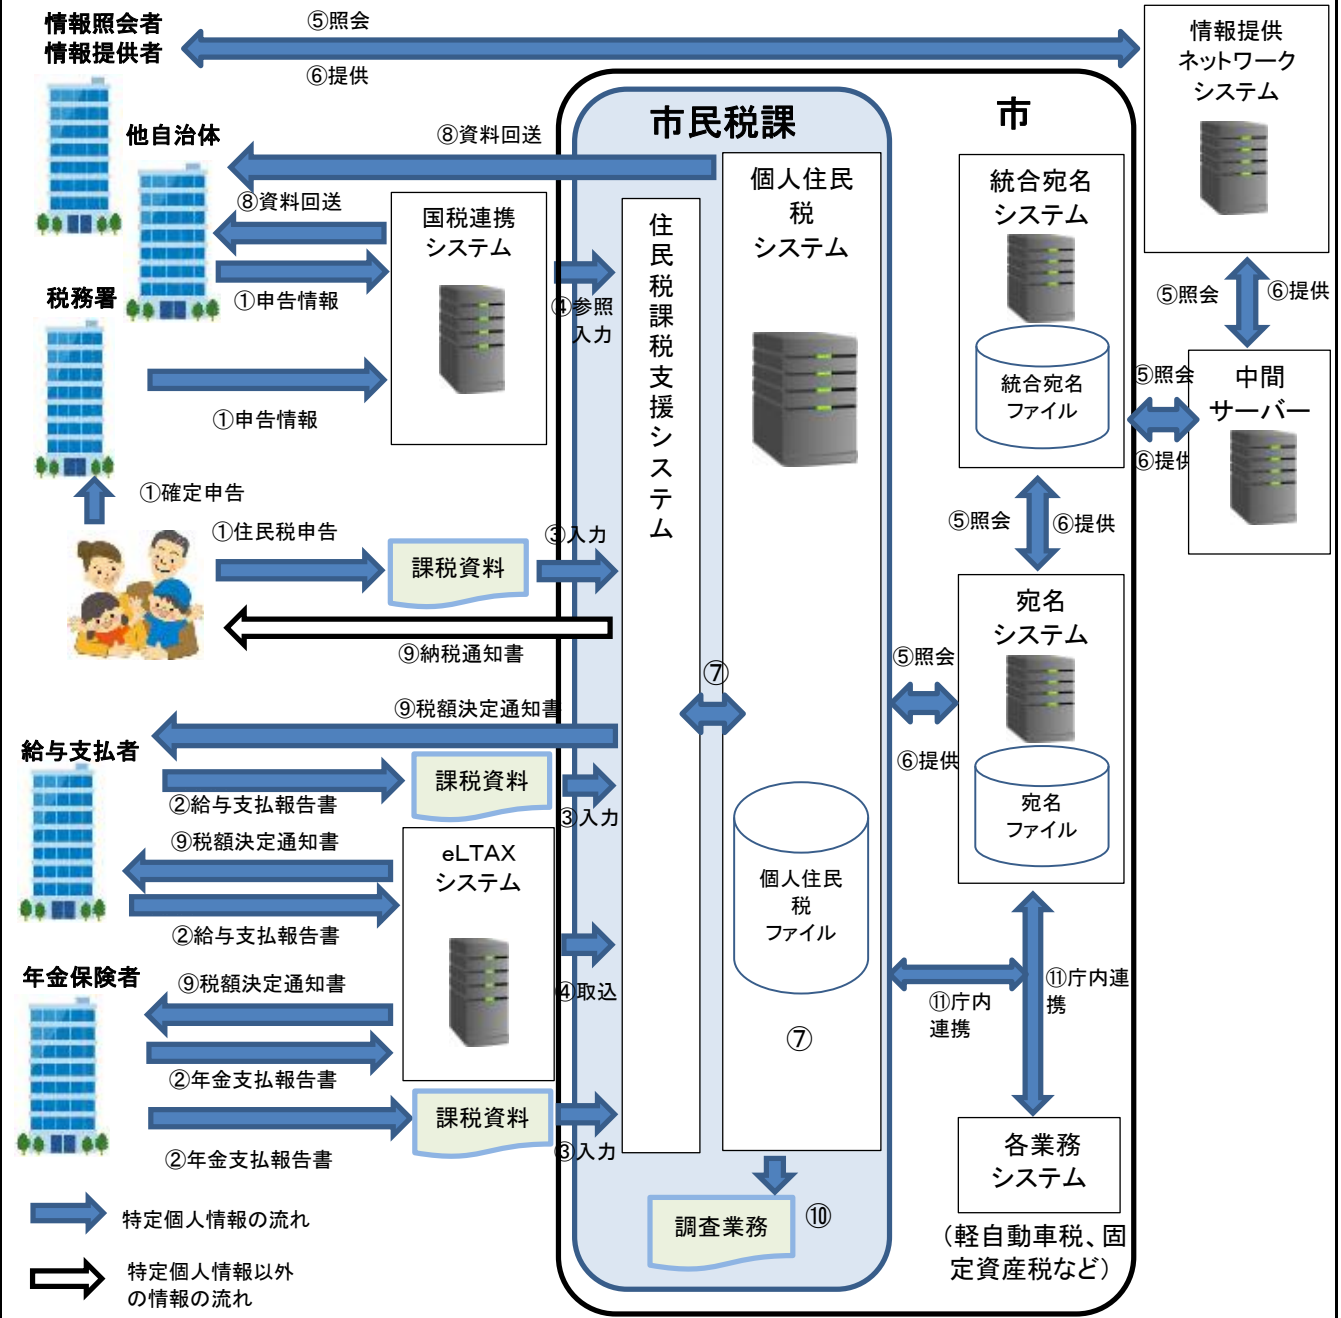 情報照会者
情報提供者
⑤照会
⑥提供
情報提供
ネットワーク
システム
市
市民税課
他自治体
⑧資料回送
⑧資料回送
国税連携
システム
①申告情報
④参照
入力
税務署
①申告情報
①確定申告
①住民税申告
課税資料
③入力
⑨納税通知書
住民税課税支援システム
個人住民
税
システム
⑦
統合宛名
システム
統合宛名
ファイル
⑤照会
⑥提供
⑤照会
⑥提供
中間
サーバー
⑤照会
⑥提供
宛名
システム
宛名
ファイル
⑤照会
⑥提供
⑨税額決定通知書
給与支払者
②給与支払報告書
課税資料
③入力
⑨税額決定通知書
eLTAX
システム
②給与支払報告書
④取込
年金保険者
⑨税額決定通知書
②年金支払報告書
課税資料
③入力
②年金支払報告書
個人住民
税
ファイル
⑦
⑪庁内
連携
⑪庁内連
携
各業務
システム
（軽自動車税、固
定資産税など）
調査業務
⑩
特定個人情報の流れ
特定個人情報以外
の情報の流れ